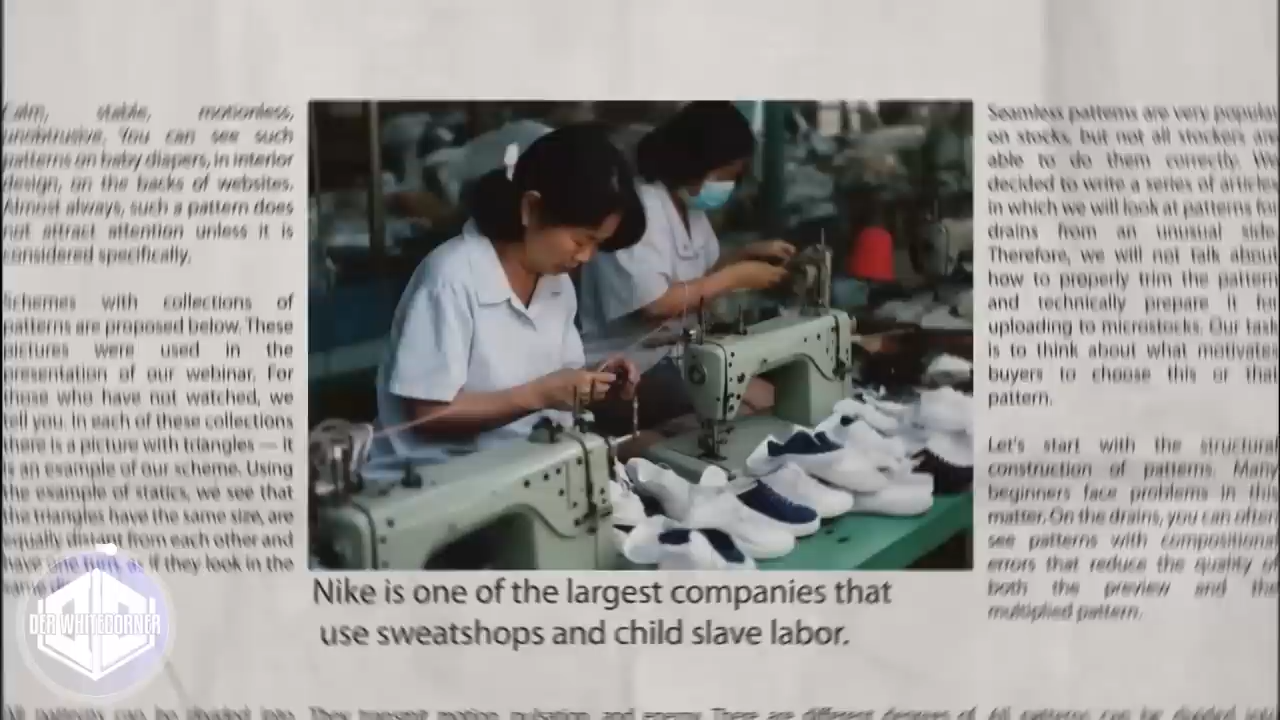 Calm, stable, motionless,
unobtrusive. You can see such
patterns on baby diapers, in interior
design, on the backs of websites.
Almost always, such a pattern does
not attract attention unless it is
considered specifically.
Schemes with collections of
patterns are proposed below. These
pictures were used in the
presentation of our webinar. For
those who have not watched, we
tell you. In each of these collections
there is a picture with triangles — it
is an example of our scheme. Using
the example of statics, we see that
the triangles have the same size, are
equally distant from each other and
have one turn, as if they look in the
same
DER WHITECORNER
Nike is one of the largest companies that
use sweatshops and child slave labor.
Seamless patterns are very popular
on stocks, but not all stockers are
able to do them correctly. We
decided to write a series of articles
in which we will look at patterns for
drains from an unusual side.
Therefore, we will not talk about
how to properly trim the pattern
and technically prepare it for
uploading to microstocks. Our task
is to think about what motivates
buyers to choose this or that
pattern.
Let's start with the structural
construction of patterns. Many
beginners face problems in this
matter. On the drains, you can often
see patterns with compositional
errors that reduce the quality of
both the preview and the
multiplied pattern.